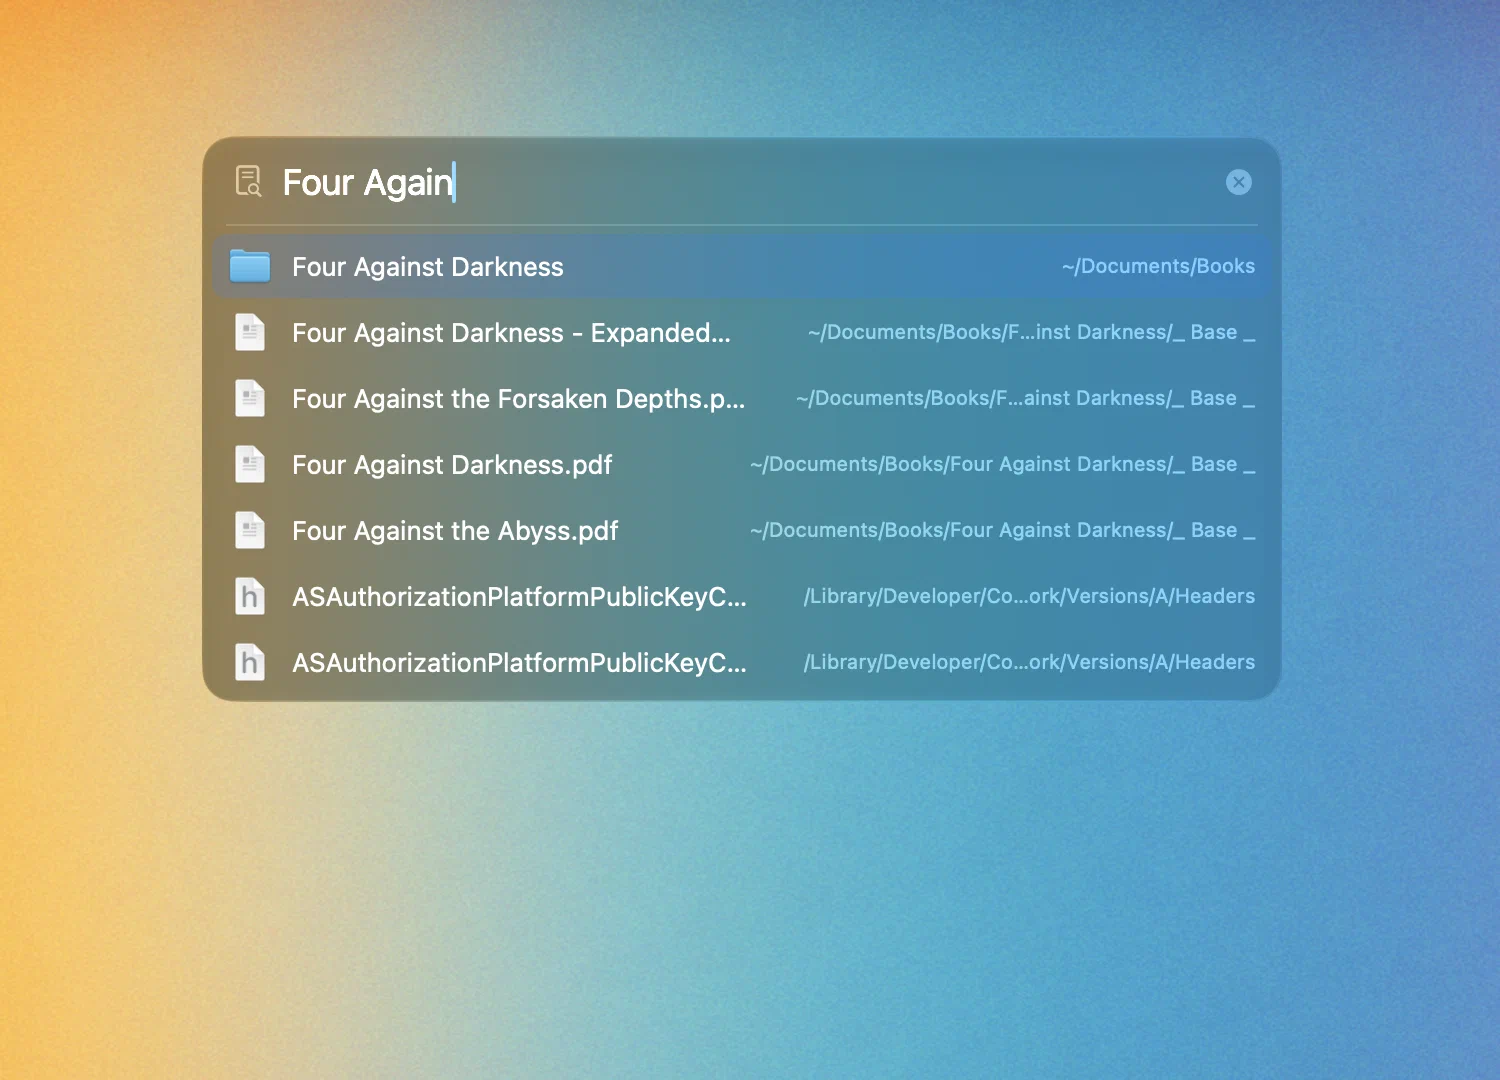 Four Again
Four Against Darkness ~/Documents/Books
Four Against Darkness - Expanded... ~/Documents/Books/F...inst Darkness/_ Base _
Four Against the Forsaken Depths.p... ~/Documents/Books/F...ainst Darkness/_ Base _
Four Against Darkness.pdf ~/Documents/Books/Four Against Darkness/_ Base _
Four Against the Abyss.pdf ~/Documents/Books/Four Against Darkness/_ Base _
h ASAuthorizationPlatformPublicKeyC... /Library/Developer/Co...ork/Versions/A/Headers
h ASAuthorizationPlatformPublicKeyC... /Library/Developer/Co...ork/Versions/A/Headers